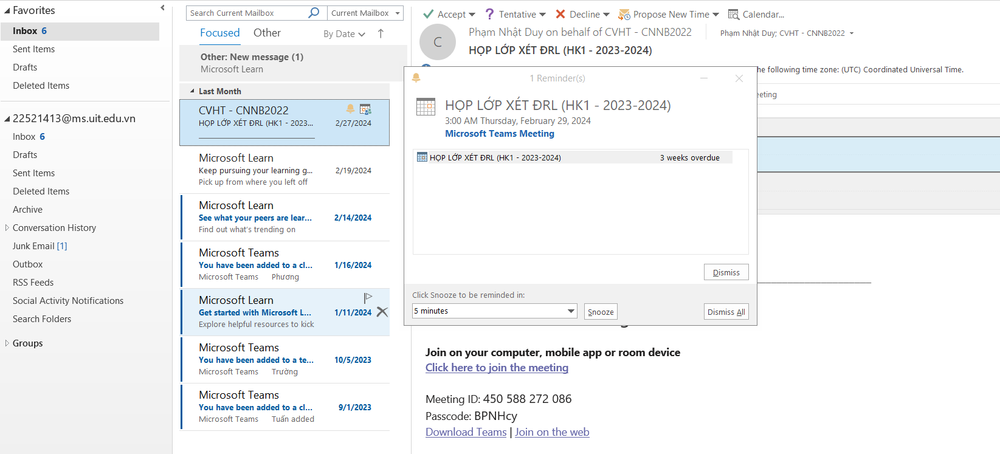 Favorites
Inbox 6
Sent Items
Drafts
Deleted Items
22521413@ms.uit.edu.vn
Inbox 6
Drafts
Sent Items
Deleted Items
Archive
Conversation History
Junk Email [1]
Outbox
RSS Feeds
Social Activity Notifications
Search Folders
Groups
Search Current Mailbox
Current Mailbox
Focused Other By Date
Other: New message (1)
Microsoft Learn
Last Month
CVHT - CNNB2022
HỌP LỚP XÉT ĐRL (HK1 - 2023... 2/27/2024
Microsoft Learn
Keep pursuing your learning g... 2/19/2024
Pick up from where you left off
Microsoft Learn
See what your peers are lear... 2/14/2024
Find out what's trending on
Microsoft Teams
You have been added to a cl... 1/16/2024
Microsoft Teams Phương
Microsoft Learn
Get started with Microsoft L... 1/11/2024
Explore helpful resources to kick
Microsoft Teams
You have been added to a te... 10/5/2023
Microsoft Teams Trường
Microsoft Teams
You have been added to a cl... 9/1/2023
Microsoft Teams Tuấn added
Accept ? Tentative Decline Propose New Time Calendar...
C
Phạm Nhật Duy on behalf of CVHT - CNNB2022
Phạm Nhật Duy; CVHT - CNNB2022
HỌP LỚP XÉT ĐRL (HK1 - 2023-2024)
the following time zone: (UTC) Coordinated Universal Time.
eeting
1 Reminder(s)
HỌP LỚP XÉT ĐRL (HK1 - 2023-2024)
3:00 AM Thursday, February 29, 2024
Microsoft Teams Meeting
HỌP LỚP XÉT ĐRL (HK1 - 2023-2024) 3 weeks overdue
Dismiss
Click Snooze to be reminded in:
5 minutes
Snooze
Dismiss All
Join on your computer, mobile app or room device
Click here to join the meeting
Meeting ID: 450 588 272 086
Passcode: BPNHcy
Download Teams | Join on the web